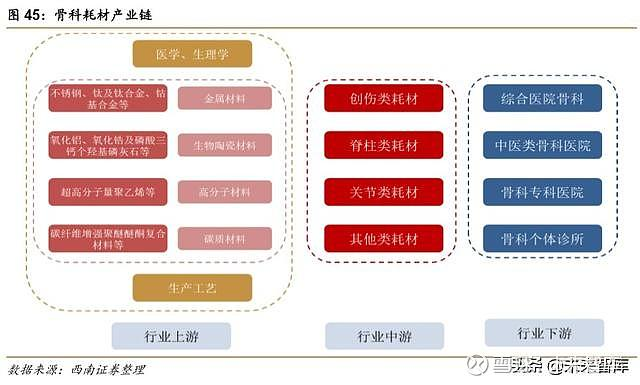 图 45：骨科耗材产业链
医学、生理学
不锈钢、钛及钛合金、钴
基合金等
金属材料
氧化铝、氧化锆及磷酸三
钙个羟基磷灰石等
生物陶瓷材料
超高分子量聚乙烯等
高分子材料
碳纤维增强聚醚醚酮复合
材料等
碳质材料
生产工艺
创伤类耗材
脊柱类耗材
关节类耗材
其他类耗材
综合医院骨科
中医类骨科医院
骨科专科医院
骨科个体诊所
行业上游
行业中游
行业下游
数据来源：西南证券整理
头条@未来智库